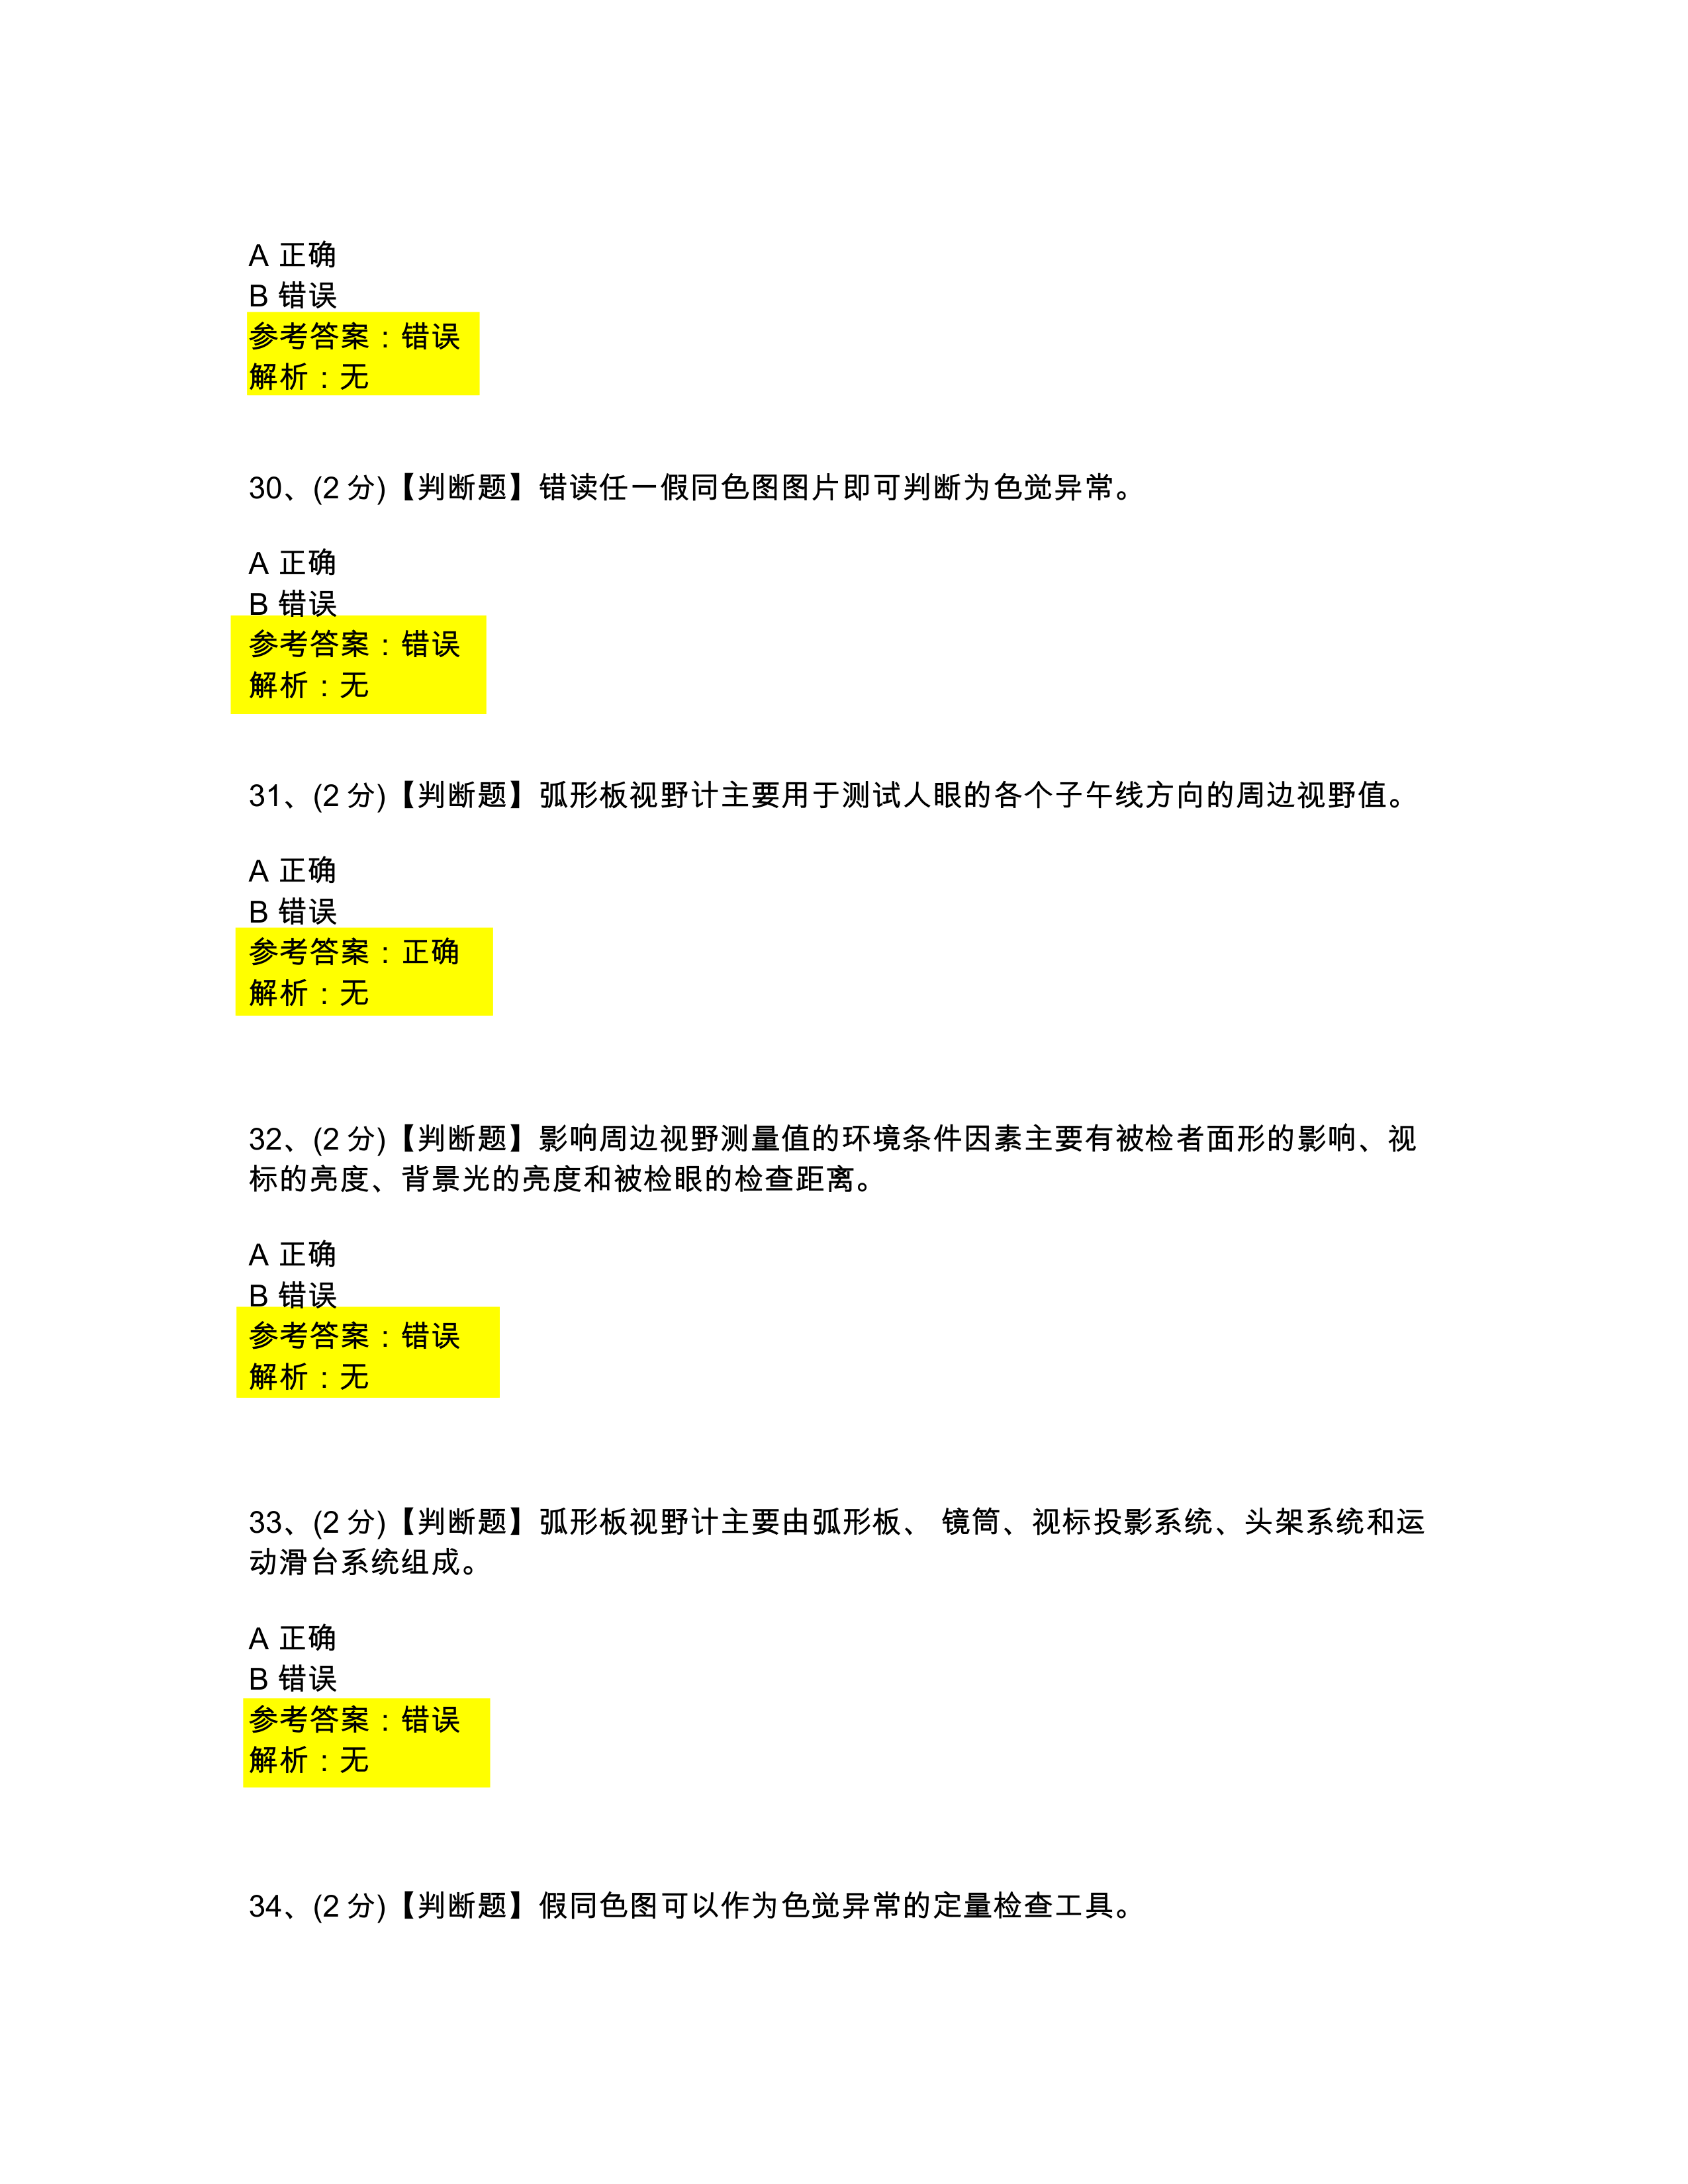 A 正确
B 错误
参考答案：错误
解析：无
30、(2 分)【判断题】错读任一假同色图图片即可判断为色觉异常。
A 正确
B 错误
参考答案：错误
解析：无
31、(2 分)【判断题】弧形板视野计主要用于测试人眼的各个子午线方向的周边视野值。
A 正确
B 错误
参考答案：正确
解析：无
32、(2 分)【判断题】影响周边视野测量值的环境条件因素主要有被检者面形的影响、视
标的亮度、背景光的亮度和被检眼的检查距离。
A 正确
B 错误
参考答案：错误
解析：无
33、(2 分)【判断题】弧形板视野计主要由弧形板、 镜筒、视标投影系统、头架系统和运
动滑台系统组成。
A 正确
B 错误
参考答案：错误
解析：无
34、(2 分)【判断题】假同色图可以作为色觉异常的定量检查工具。